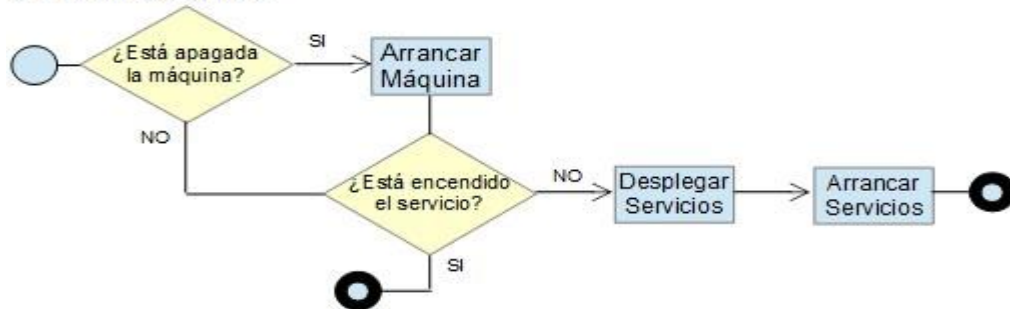 ¿Está apagada
la máquina?
SI
Arrancar
Máquina
NO
¿Está encendido
el servicio?
NO
Desplegar
Servicios
Arrancar
Servicios
SI